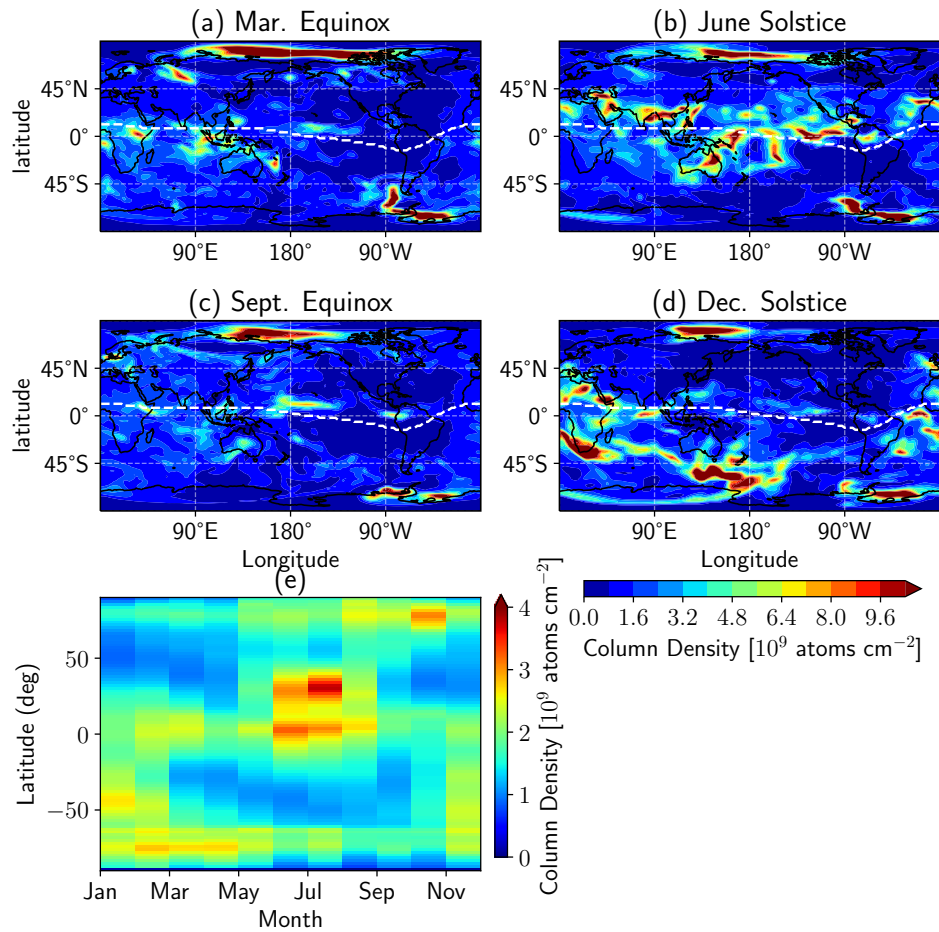 (a) Mar. Equinox
(b) June Solstice
latitude
45°N
0°
45°S
90°E
180°
90°W
latitude
45°N
0°
45°S
90°E
180°
90°W
(c) Sept. Equinox
(d) Dec. Solstice
latitude
45°N
0°
45°S
90°E
180°
90°W
Longitude
45°N
0°
45°S
90°E
180°
90°W
Longitude
(e)
Latitude (deg)
50
0
−50
Jan
Mar
May
Jul
Sep
Nov
Month
4
3
2
1
0
Column Density [10⁹ atoms cm⁻²]
0.0
1.6
3.2
4.8
6.4
8.0
9.6
Column Density [10⁹ atoms cm⁻²]